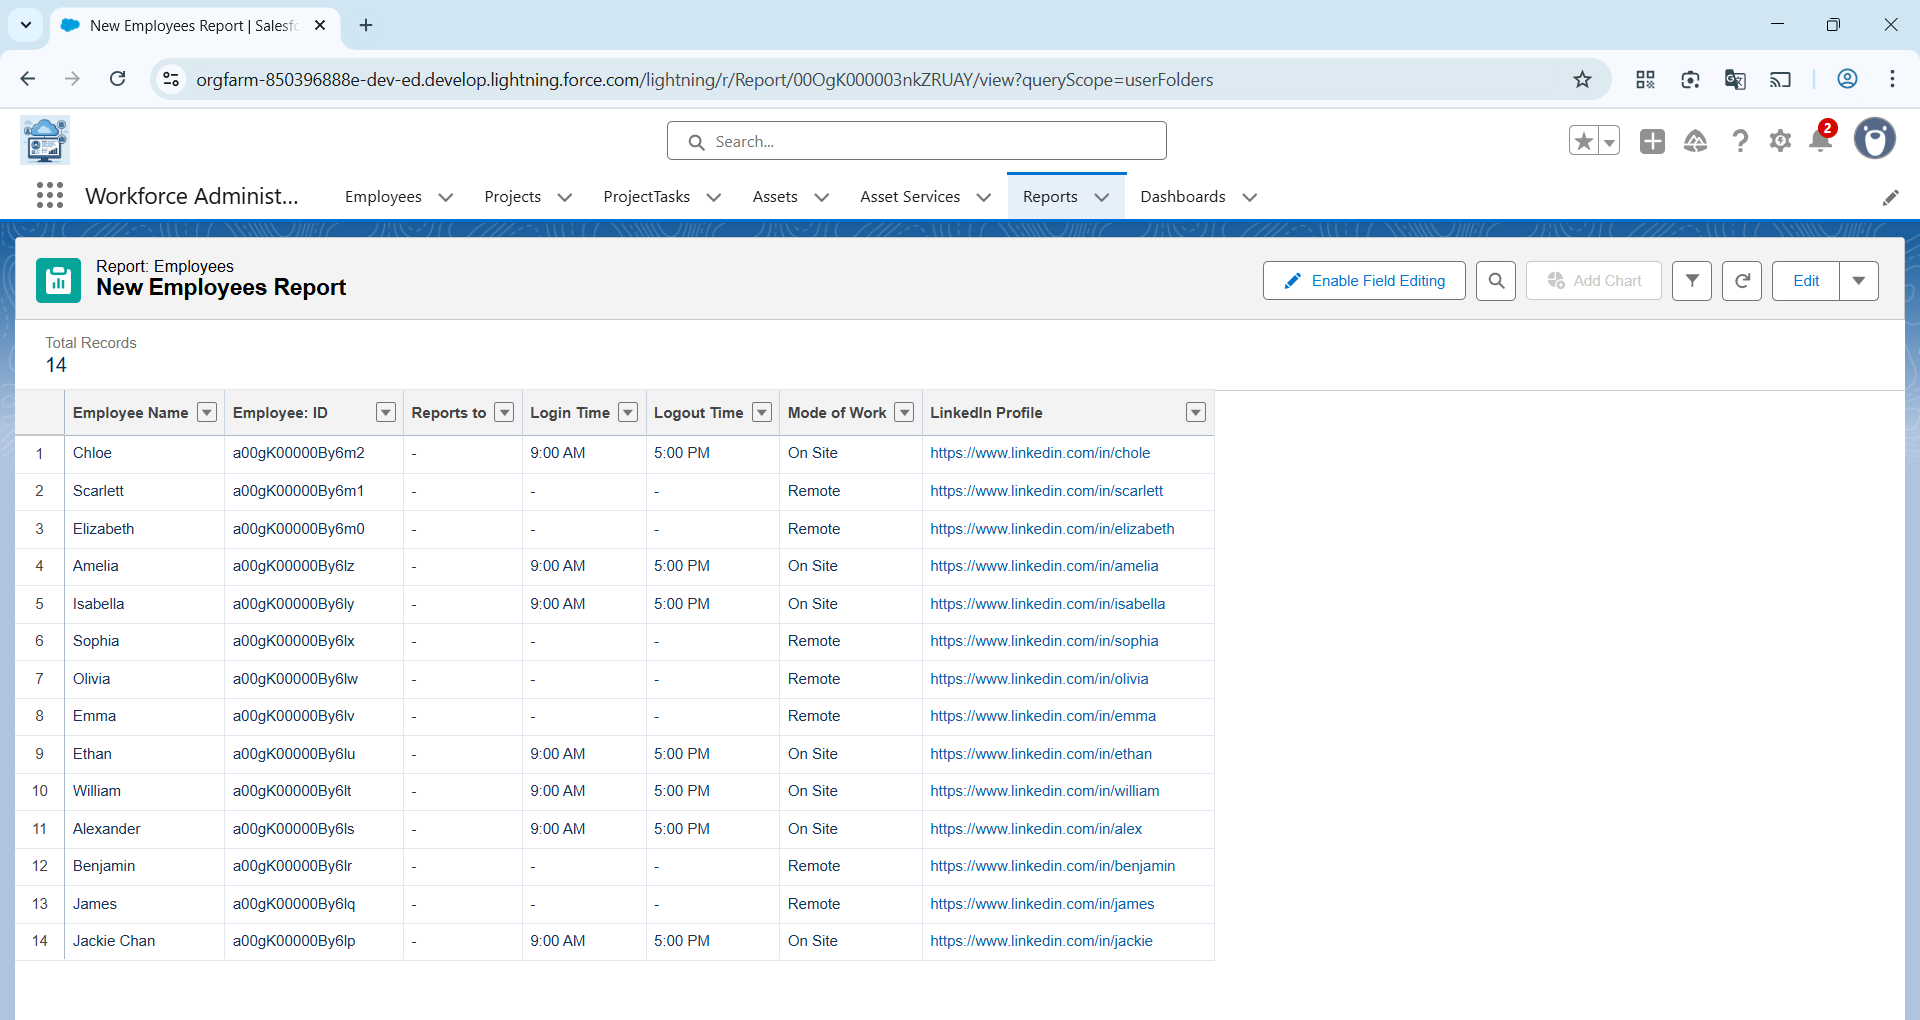 New Employees Report | Salesfo
orgfarm-850396888e-dev-ed.develop.lightning.force.com/lightning/r/Report/00OgK000003nkZRUAY/view?queryScope=userFolders
Search...
2
Workforce Administ... Employees Projects ProjectTasks Assets Asset Services Reports Dashboards
Report: Employees
New Employees Report
Enable Field Editing Add Chart Edit
Total Records
14
Employee Name Employee: ID Reports to Login Time Logout Time Mode of Work LinkedIn Profile
1 Chloe a00gK00000By6m2 - 9:00 AM 5:00 PM On Site https://www.linkedin.com/in/chole
2 Scarlett a00gK00000By6m1 - - - Remote https://www.linkedin.com/in/scarlett
3 Elizabeth a00gK00000By6m0 - - - Remote https://www.linkedin.com/in/elizabeth
4 Amelia a00gK00000By6lz - 9:00 AM 5:00 PM On Site https://www.linkedin.com/in/amelia
5 Isabella a00gK00000By6ly - 9:00 AM 5:00 PM On Site https://www.linkedin.com/in/isabella
6 Sophia a00gK00000By6lx - - - Remote https://www.linkedin.com/in/sophia
7 Olivia a00gK00000By6lw - - - Remote https://www.linkedin.com/in/olivia
8 Emma a00gK00000By6lv - - - Remote https://www.linkedin.com/in/emma
9 Ethan a00gK00000By6lu - 9:00 AM 5:00 PM On Site https://www.linkedin.com/in/ethan
10 William a00gK00000By6lt - 9:00 AM 5:00 PM On Site https://www.linkedin.com/in/william
11 Alexander a00gK00000By6ls - 9:00 AM 5:00 PM On Site https://www.linkedin.com/in/alex
12 Benjamin a00gK00000By6lr - - - Remote https://www.linkedin.com/in/benjamin
13 James a00gK00000By6lq - - - Remote https://www.linkedin.com/in/james
14 Jackie Chan a00gK00000By6lp - 9:00 AM 5:00 PM On Site https://www.linkedin.com/in/jackie